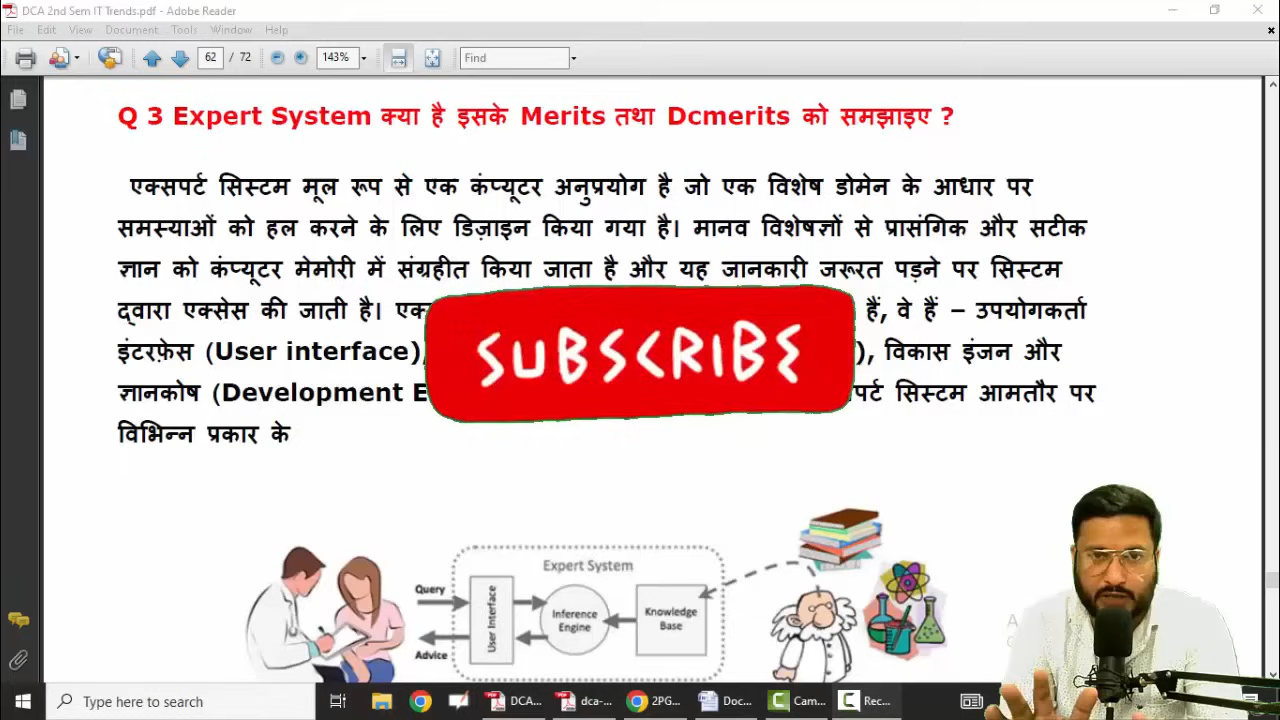 DCA 2nd Sem IT Trends.pdf - Adobe Reader
File Edit View Document Tools Window Help
62 / 72 143% Find
Q 3 Expert System क्या है इसके Merits तथा Dcmerits को समझाइए ?
एक्सपर्ट सिस्टम मूल रूप से एक कंप्यूटर अनुप्रयोग है जो एक विशेष डोमेन के आधार पर
समस्याओं को हल करने के लिए डिज़ाइन किया गया है। मानव विशेषज्ञों से प्रासंगिक और सटीक
ज्ञान को कंप्यूटर मेमोरी में संग्रहीत किया जाता है और यह जानकारी जरूरत पड़ने पर सिस्टम
द्वारा एक्सेस की जाती है। एक हैं, वे हैं – उपयोगकर्ता
इंटरफ़ेस (User interface), ), विकास इंजन और
ज्ञानकोष (Development E पर्ट सिस्टम आमतौर पर
विभिन्न प्रकार के
SUBSCRIBE
Expert System
Query
User Interface
Inference
Engine
Knowledge
Base
Advice
Type here to search
DCA... dca-... 2PG... Doc... Cam... Rec...